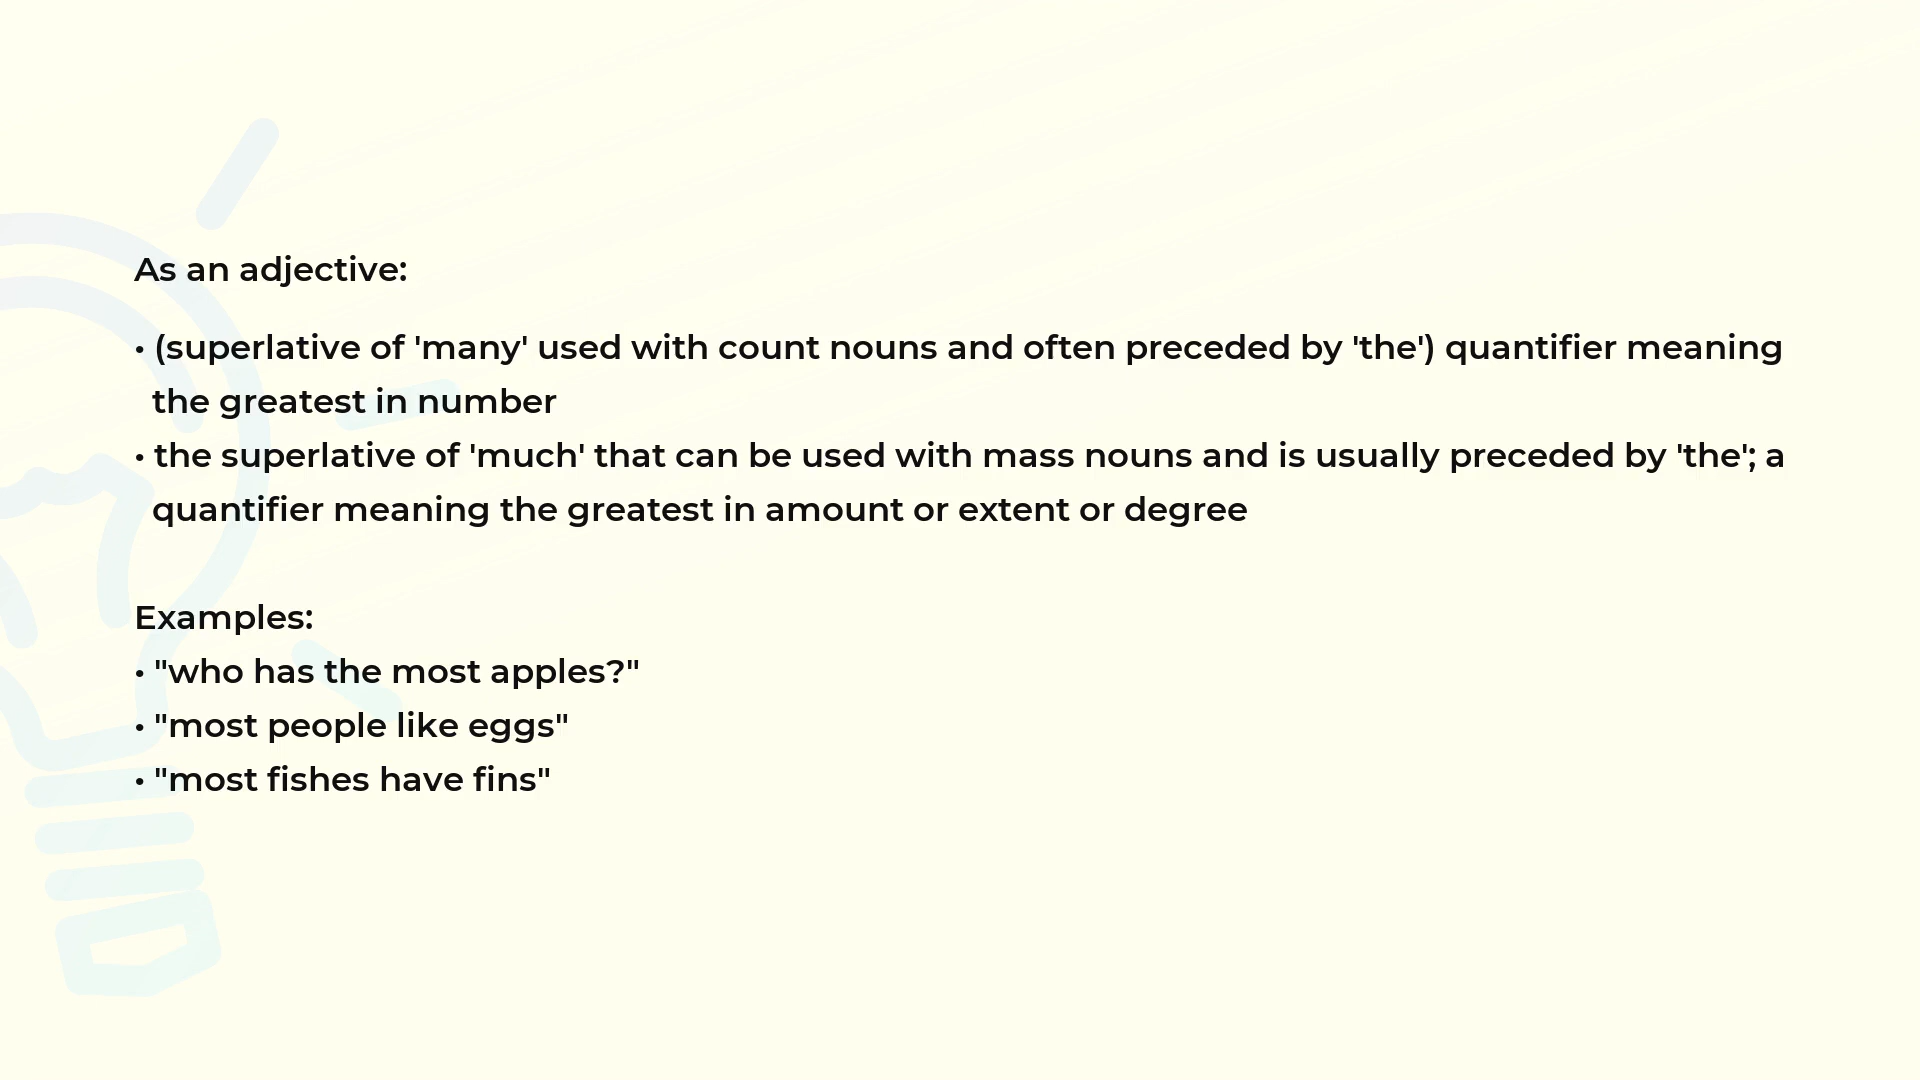 As an adjective:
• (superlative of 'many' used with count nouns and often preceded by 'the') quantifier meaning
the greatest in number
• the superlative of 'much' that can be used with mass nouns and is usually preceded by 'the'; a
quantifier meaning the greatest in amount or extent or degree
Examples:
• "who has the most apples?"
• "most people like eggs"
• "most fishes have fins"